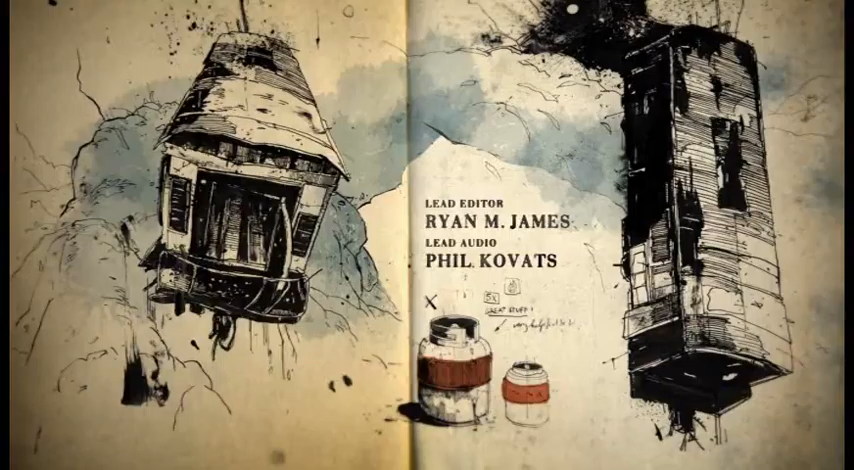 LEAD EDITOR
RYAN M. JAMES
LEAD AUDIO
PHIL KOVATS
5x
GREAT STUFF!